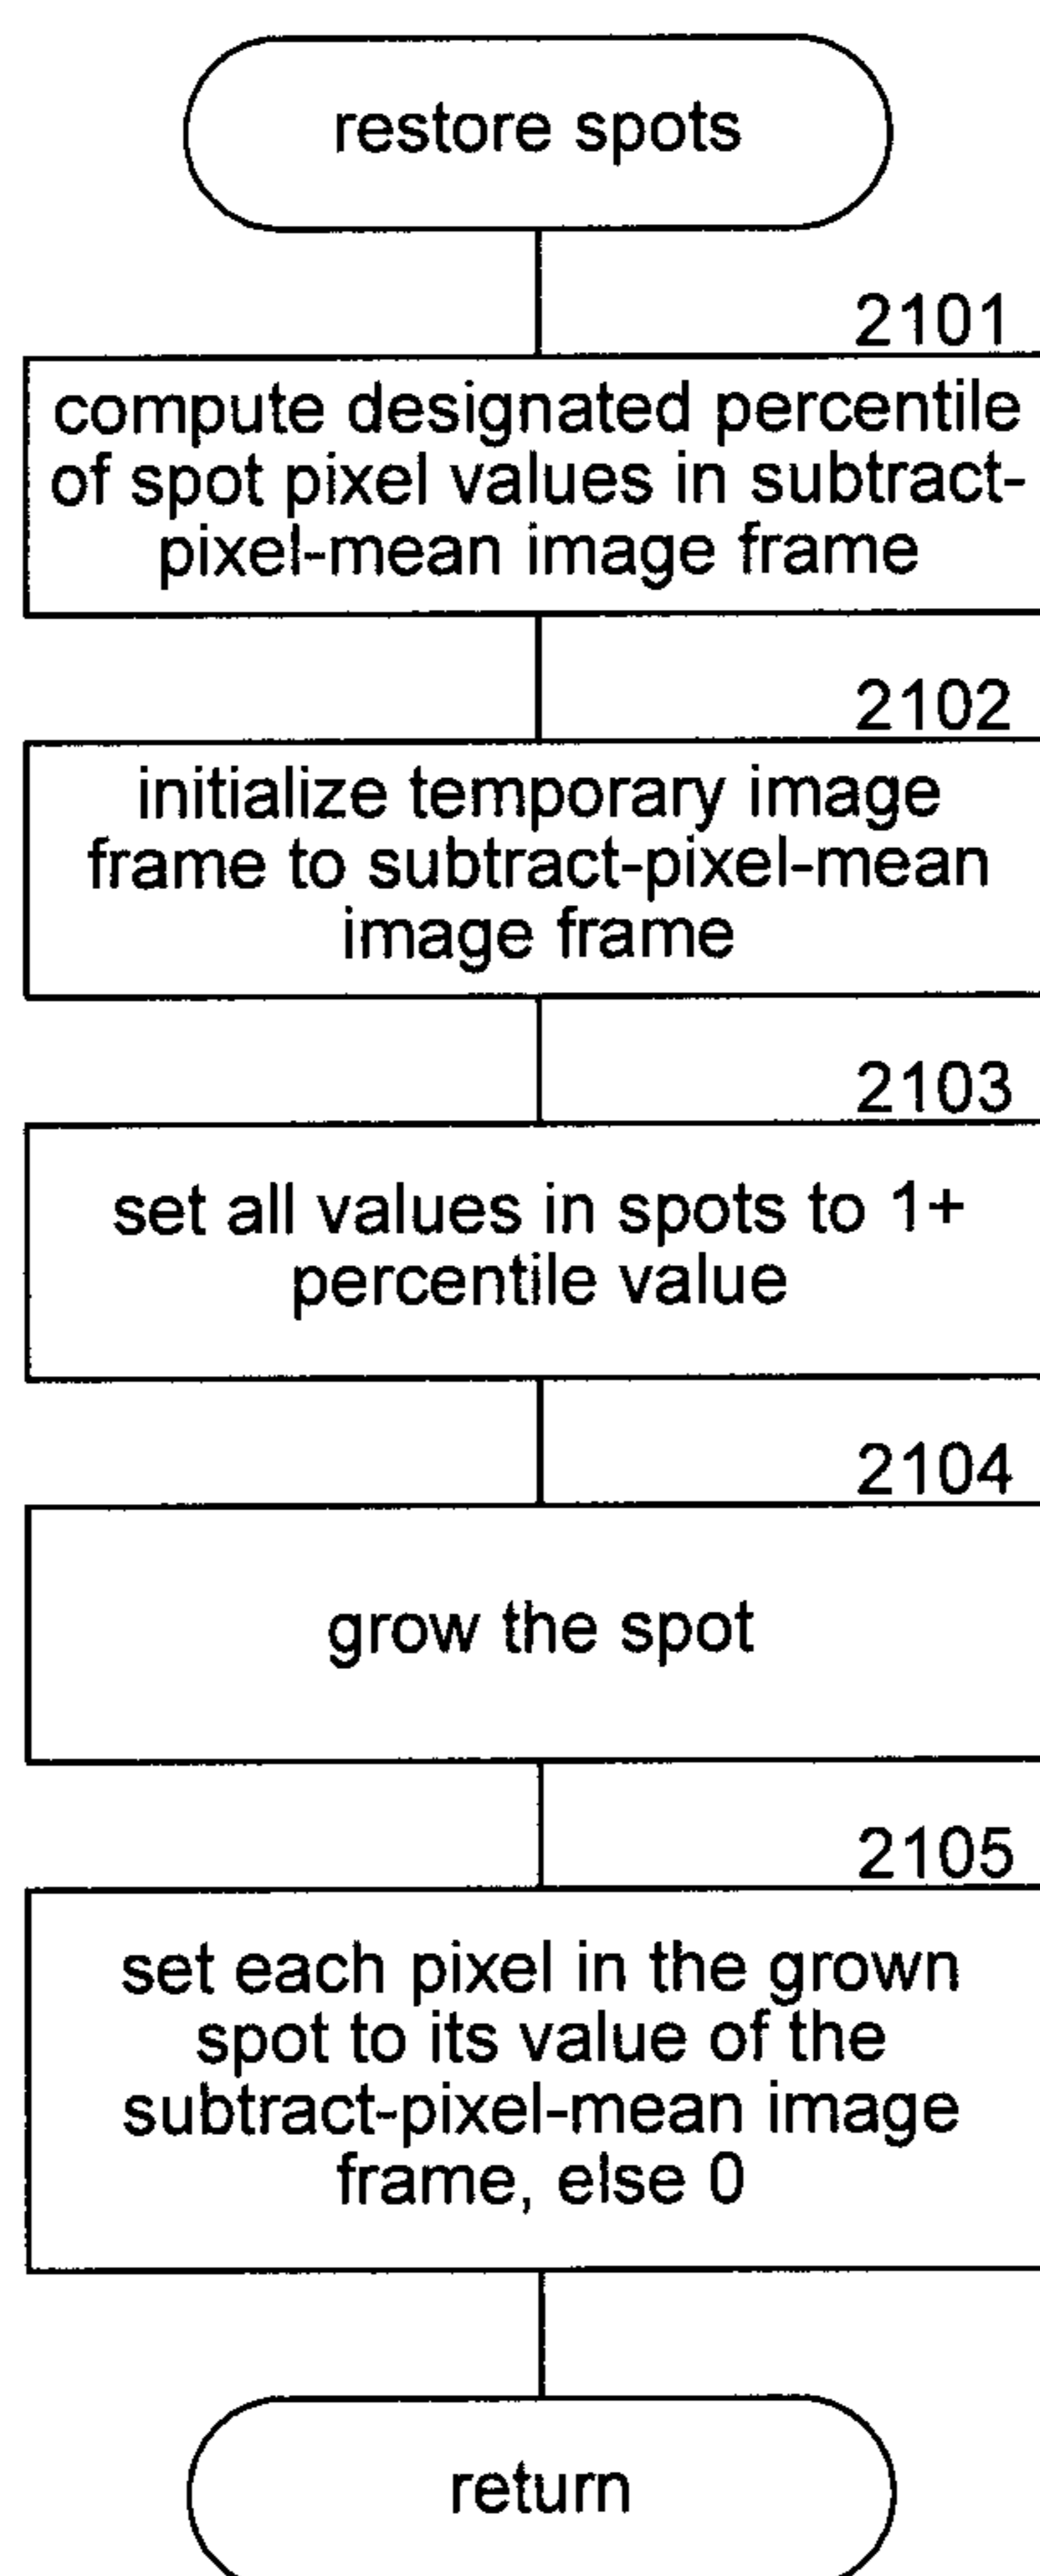 restore spots
2101
compute designated percentile
of spot pixel values in subtract-
pixel-mean image frame
2102
initialize temporary image
frame to subtract-pixel-mean
image frame
2103
set all values in spots to 1+
percentile value
2104
grow the spot
2105
set each pixel in the grown
spot to its value of the
subtract-pixel-mean image
frame, else 0
return